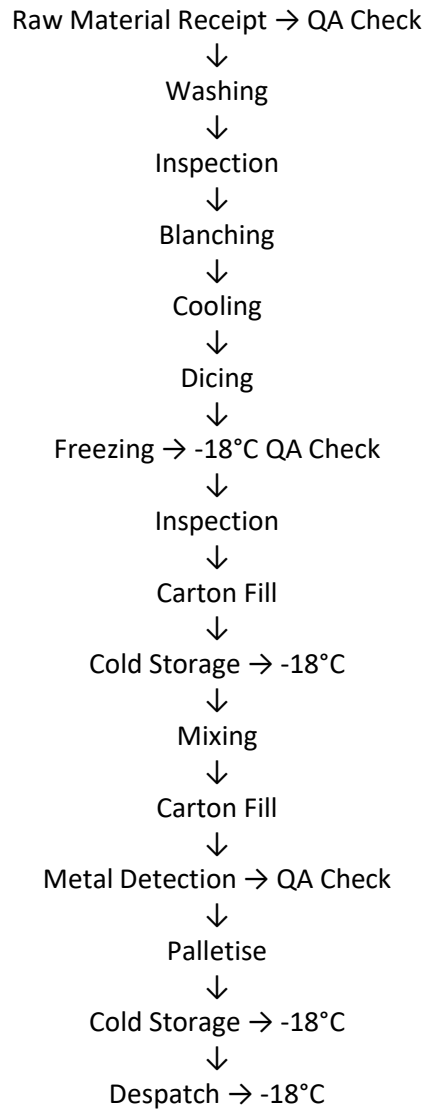 Raw Material Receipt → QA Check
↓
Washing
↓
Inspection
↓
Blanching
↓
Cooling
↓
Dicing
↓
Freezing → -18°C QA Check
↓
Inspection
↓
Carton Fill
↓
Cold Storage → -18°C
↓
Mixing
↓
Carton Fill
↓
Metal Detection → QA Check
↓
Palletise
↓
Cold Storage → -18°C
↓
Despatch → -18°C